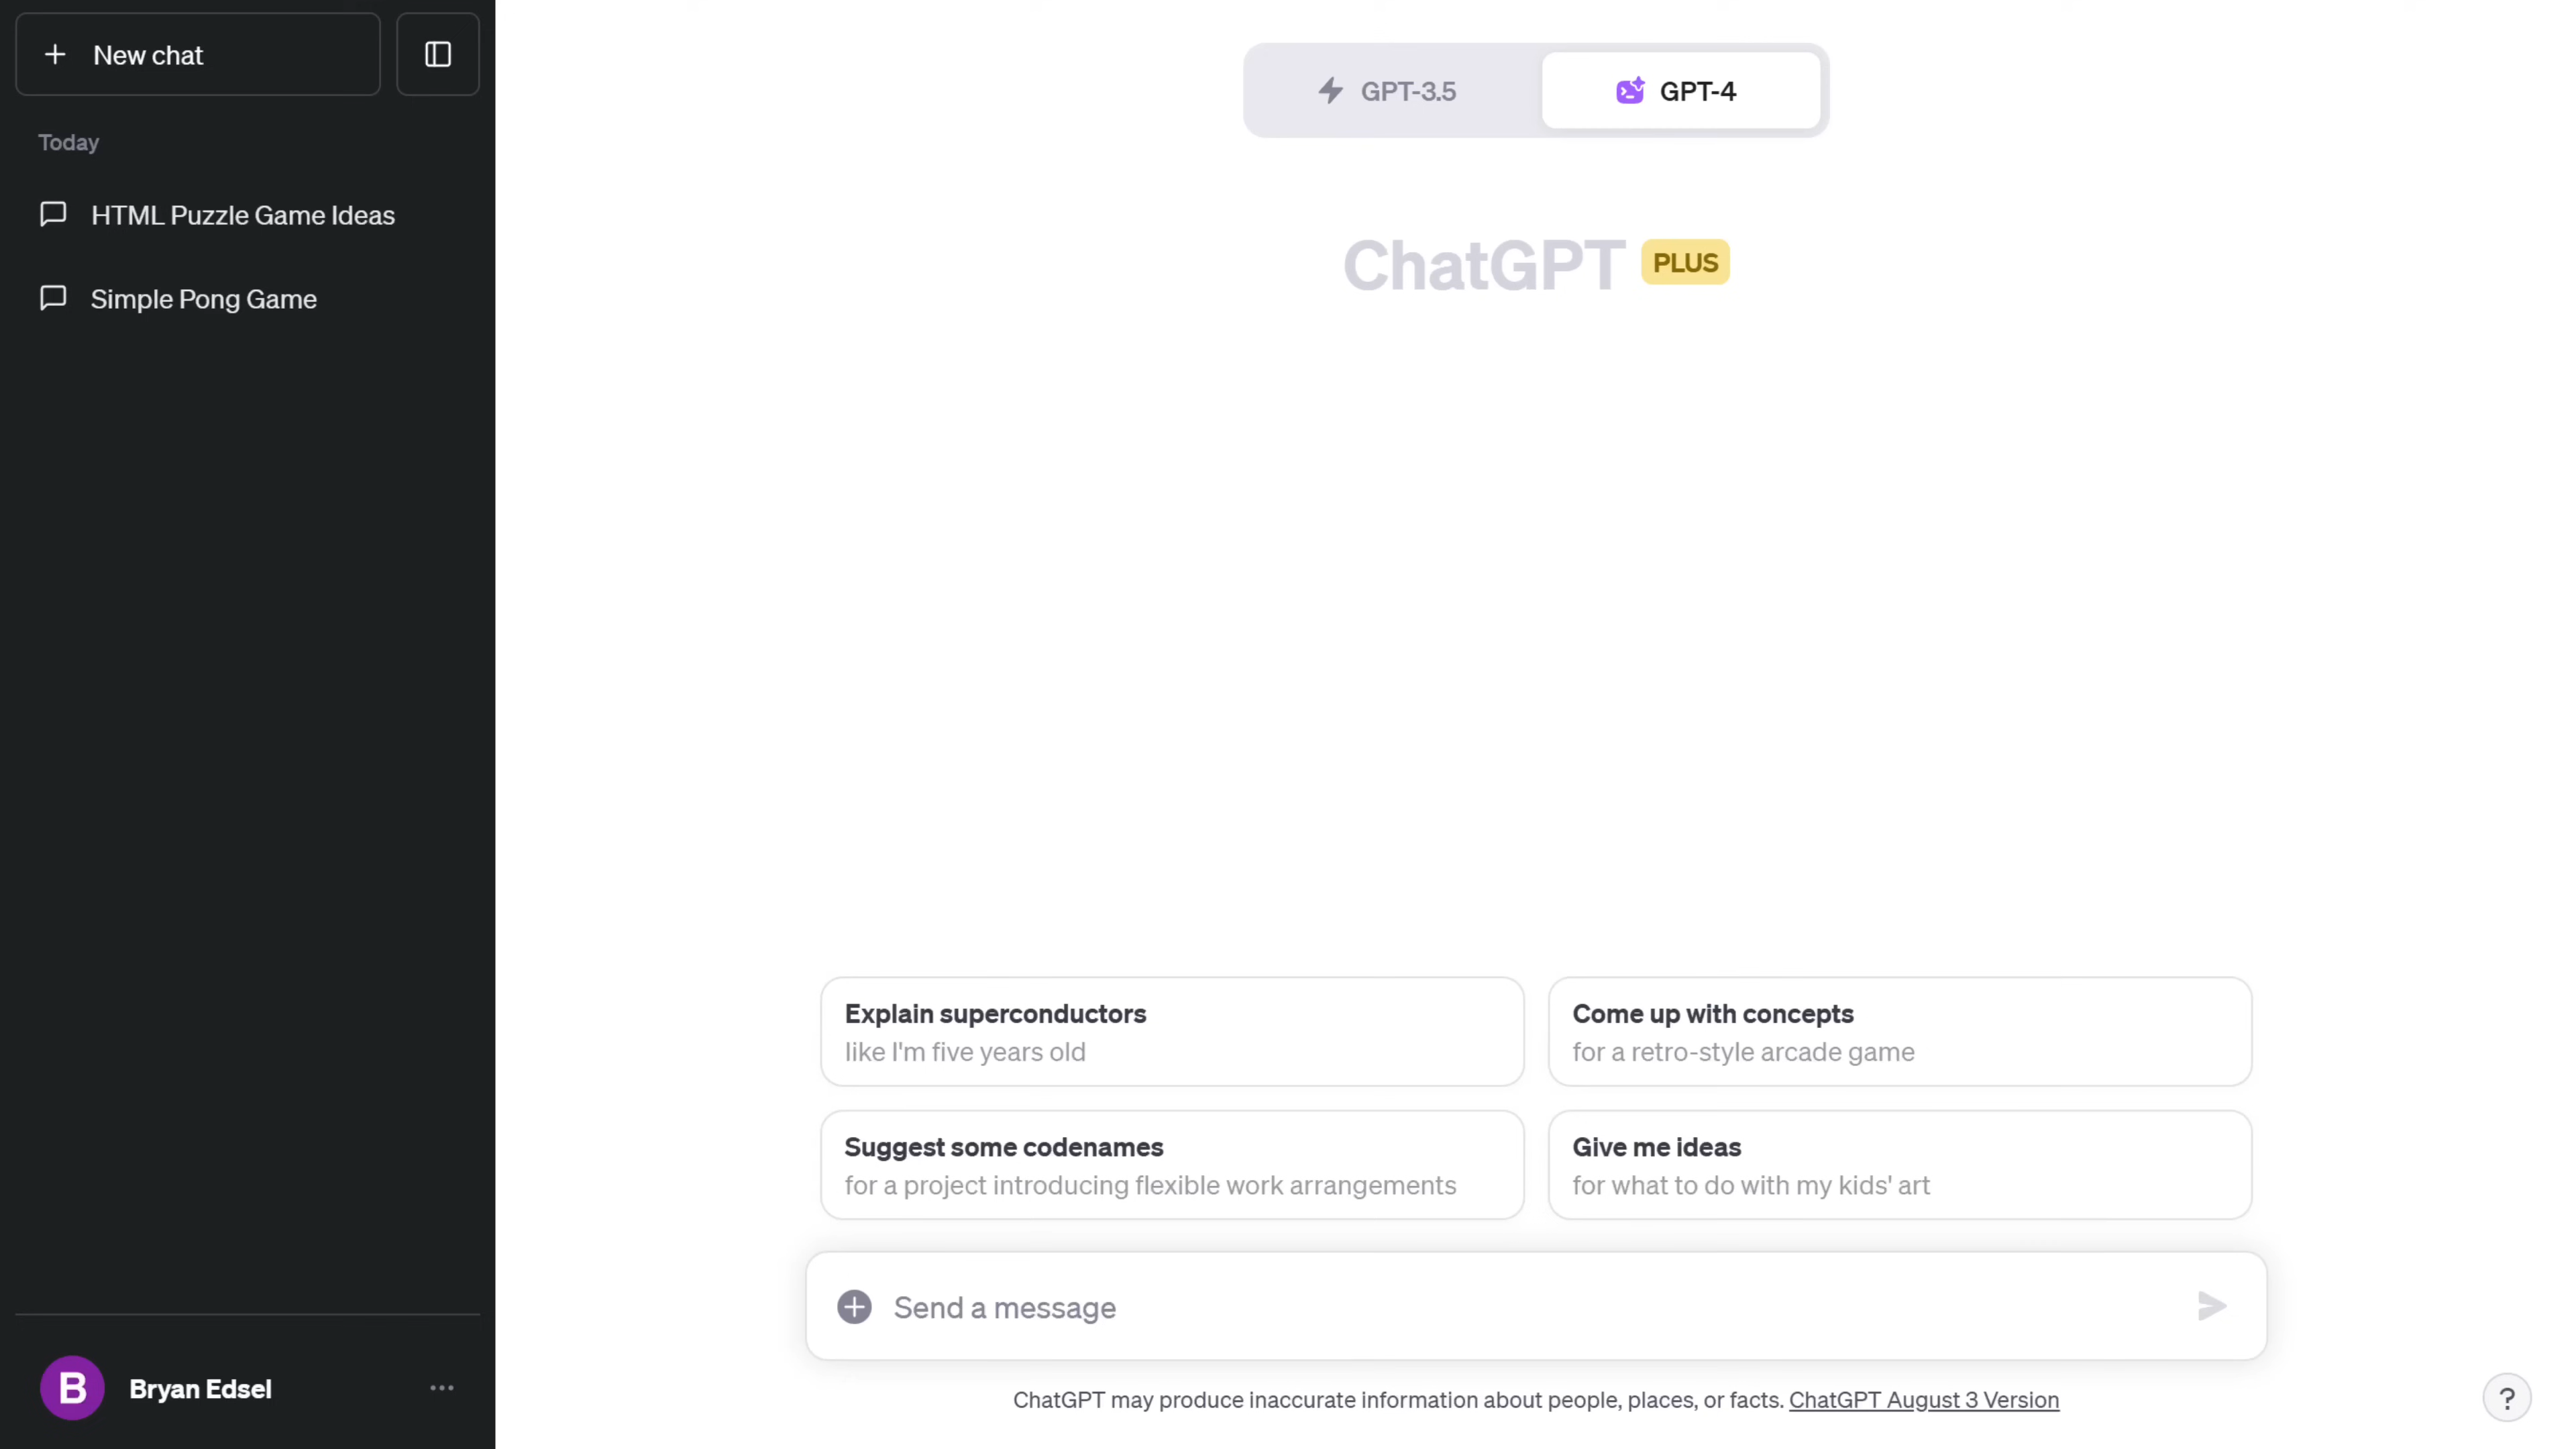 New chat
Today
HTML Puzzle Game Ideas
Simple Pong Game
Bryan Edsel
B
GPT-3.5
GPT-4
ChatGPT PLUS
Explain superconductors
like I'm five years old
Come up with concepts
for a retro-style arcade game
Suggest some codenames
for a project introducing flexible work arrangements
Give me ideas
for what to do with my kids' art
Send a message
ChatGPT may produce inaccurate information about people, places, or facts. ChatGPT August 3 Version
?